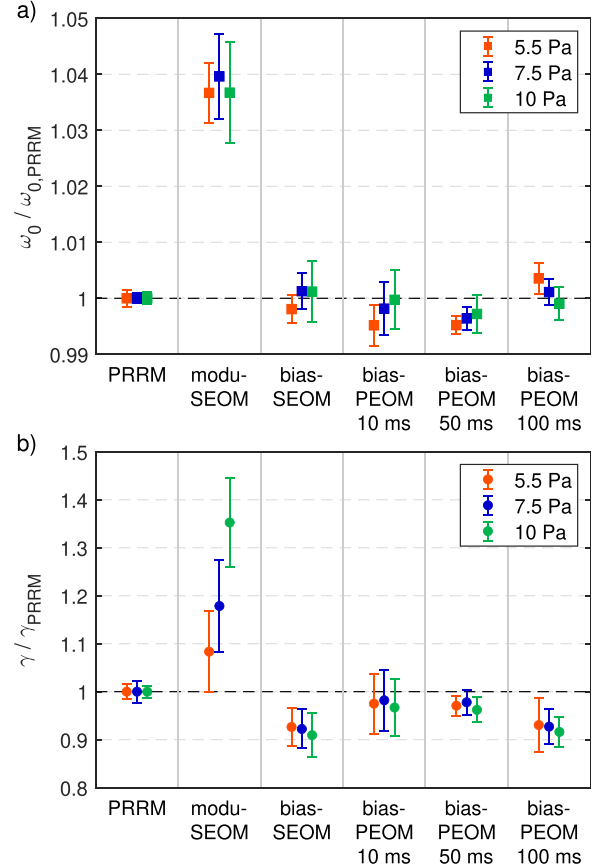 a)
1.05
1.04
1.03
1.02
1.01
1
0.99
ω0 / ω0,PRRM
5.5 Pa
7.5 Pa
10 Pa
PRRM
modu-
SEOM
bias-
SEOM
bias-
PEOM
10 ms
bias-
PEOM
50 ms
bias-
PEOM
100 ms
b)
1.5
1.4
1.3
1.2
1.1
1
0.9
0.8
γ / γPRRM
5.5 Pa
7.5 Pa
10 Pa
PRRM
modu-
SEOM
bias-
SEOM
bias-
PEOM
10 ms
bias-
PEOM
50 ms
bias-
PEOM
100 ms